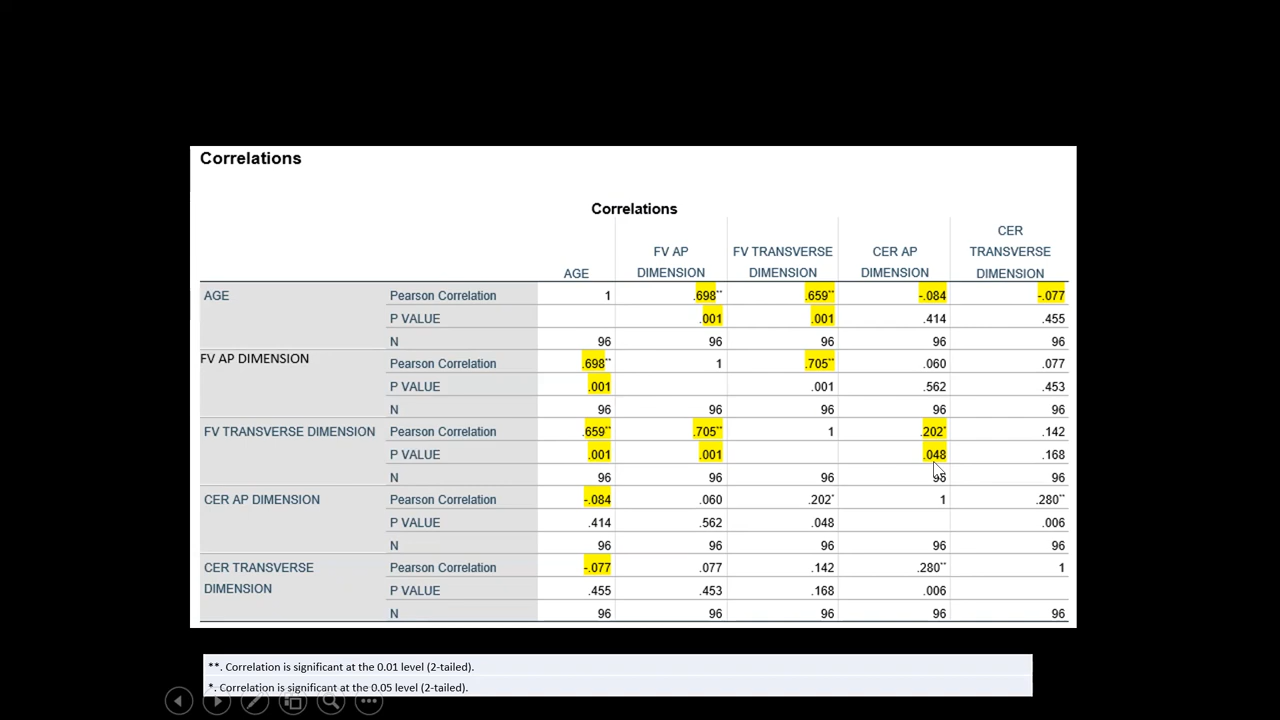 Correlations
Correlations
AGE FV AP DIMENSION FV TRANSVERSE DIMENSION CER AP DIMENSION CER TRANSVERSE DIMENSION
AGE Pearson Correlation 1 .698** .659** -.084 -.077
P VALUE .001 .001 .414 .455
N 96 96 96 96 96
FV AP DIMENSION Pearson Correlation .698** 1 .705** .060 .077
P VALUE .001 .001 .562 .453
N 96 96 96 96 96
FV TRANSVERSE DIMENSION Pearson Correlation .659** .705** 1 .202* .142
P VALUE .001 .001 .048 .168
N 96 96 96 96 96
CER AP DIMENSION Pearson Correlation -.084 .060 .202* 1 .280**
P VALUE .414 .562 .048 .006
N 96 96 96 96 96
CER TRANSVERSE DIMENSION Pearson Correlation -.077 .077 .142 .280** 1
P VALUE .455 .453 .168 .006
N 96 96 96 96 96
**. Correlation is significant at the 0.01 level (2-tailed).
*. Correlation is significant at the 0.05 level (2-tailed).